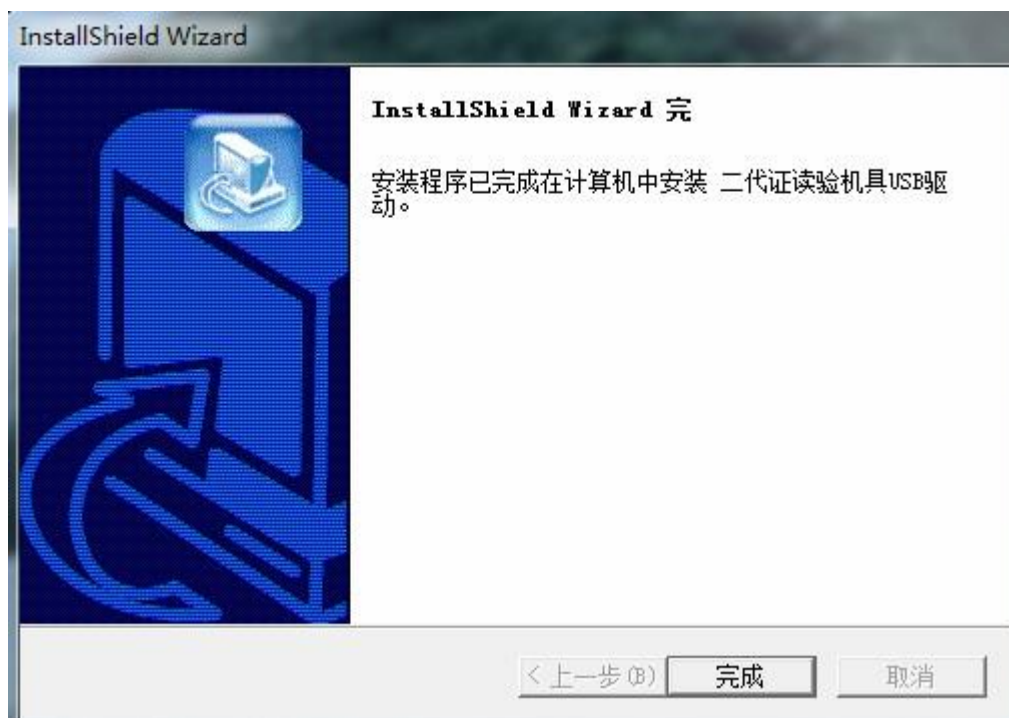 InstallShield Wizard
InstallShield Wizard 完
安装程序已完成在计算机中安装 二代证读验机具USB驱
动。
<上一步(B)
完成
取消